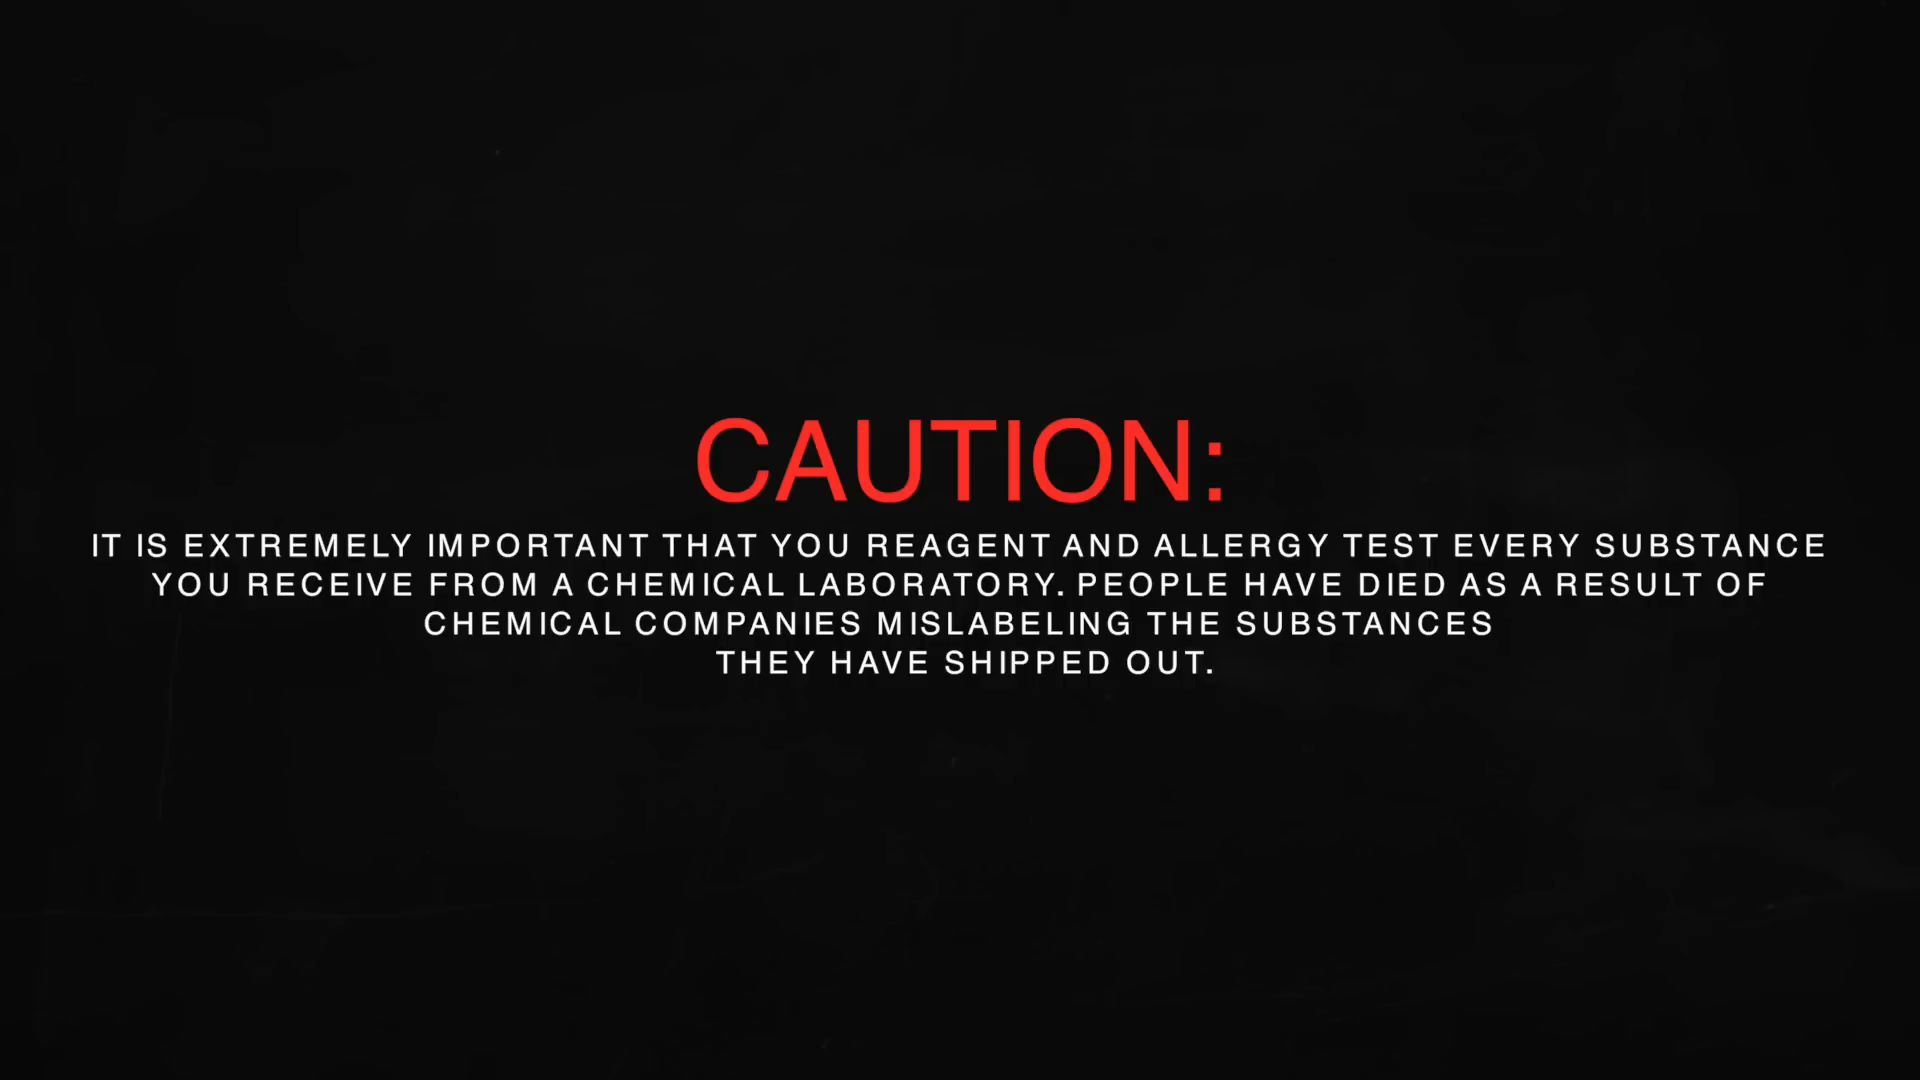 CAUTION:
IT IS EXTREMELY IMPORTANT THAT YOU REAGENT AND ALLERGY TEST EVERY SUBSTANCE
YOU RECEIVE FROM A CHEMICAL LABORATORY. PEOPLE HAVE DIED AS A RESULT OF
CHEMICAL COMPANIES MISLABELING THE SUBSTANCES
THEY HAVE SHIPPED OUT.